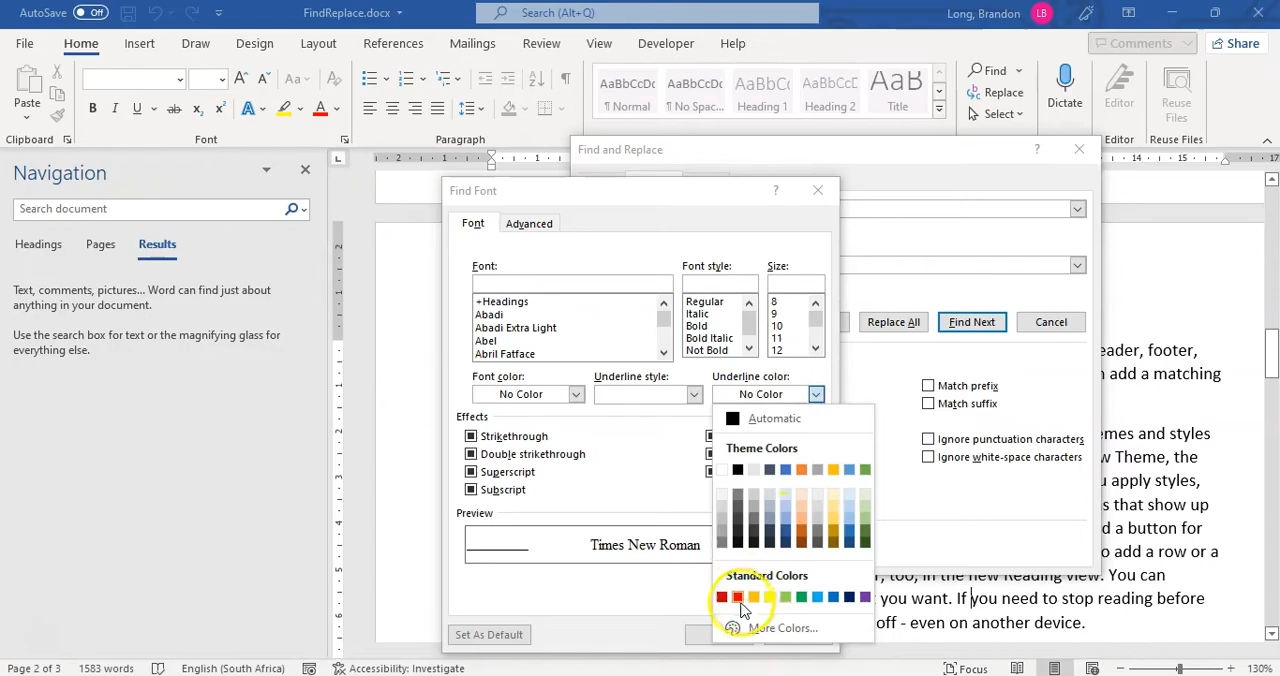 AutoSave Off FindReplace.docx Search (Alt+Q) Long, Brandon LB
File Home Insert Draw Design Layout References Mailings Review View Developer Help Comments Share
Paste
Clipboard
B I U ab x₂ x² A A
Aa
Font
Paragraph
AaBbCcDc AaBbCcDc AaBbCc AaBbCcD AaB
¶ Normal ¶ No Spac... Heading 1 Heading 2 Title
Find
Replace
Select
Dictate
Editor
Editor
Reuse
Files
Reuse Files
Navigation
Search document
Headings Pages Results
Text, comments, pictures... Word can find just about
anything in your document.
Use the search box for text or the magnifying glass for
everything else.
2 1 1 14 15 17
Find and Replace ?
Replace All Find Next Cancel
Match prefix
Match suffix
Ignore punctuation characters
Ignore white-space characters
Find Font ?
Font Advanced
Font: Font style: Size:
+Headings
Abadi
Abadi Extra Light
Abel
Abril Fatface
Regular
Italic
Bold
Bold Italic
Not Bold
8
9
10
11
12
Font color: Underline style: Underline color:
No Color No Color
Effects
Strikethrough
Double strikethrough
Superscript
Subscript
Preview
Times New Roman
Set As Default
Automatic
Theme Colors
Standard Colors
More Colors...
eader, footer,
n add a matching
emes and styles
w Theme, the
u apply styles,
s that show up
d a button for
o add a row or a
r, too, in the new Reading view. You can
you want. If you need to stop reading before
off - even on another device.
Page 2 of 3 1583 words English (South Africa) Accessibility: Investigate Focus 130%